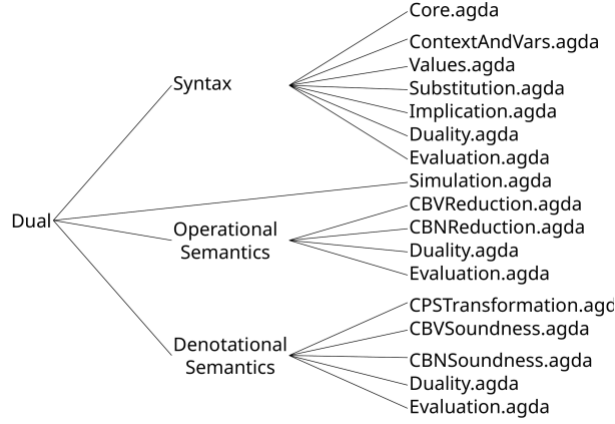 Core.agda
ContextAndVars.agda
Values.agda
Syntax
Substitution.agda
Implication.agda
Duality.agda
Evaluation.agda
Simulation.agda
CBVReduction.agda
Dual
Operational
Semantics
CBNReduction.agda
Duality.agda
Evaluation.agda
CPSTransformation.agd
CBVSoundness.agda
Denotational
Semantics
CBNSoundness.agda
Duality.agda
Evaluation.agda